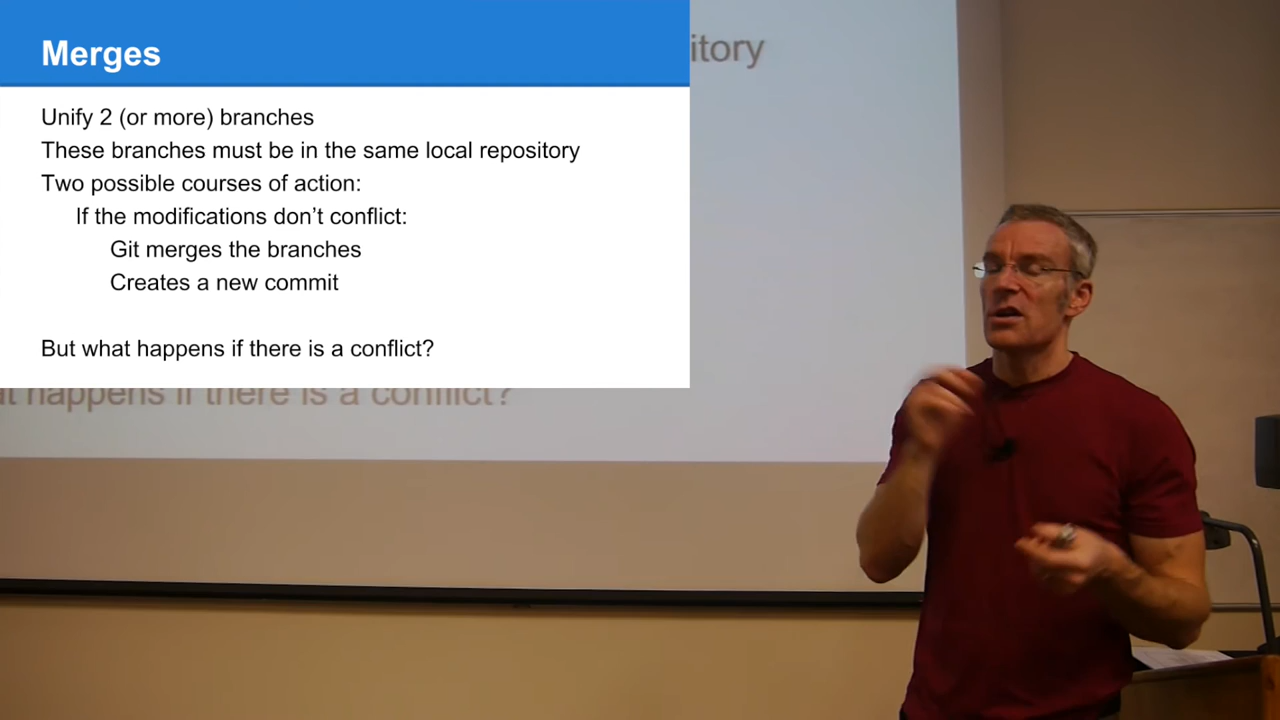 Merges
itory
Unify 2 (or more) branches
These branches must be in the same local repository
Two possible courses of action:
If the modifications don’t conflict:
Git merges the branches
Creates a new commit
But what happens if there is a conflict?
t happens if there is a conflict?